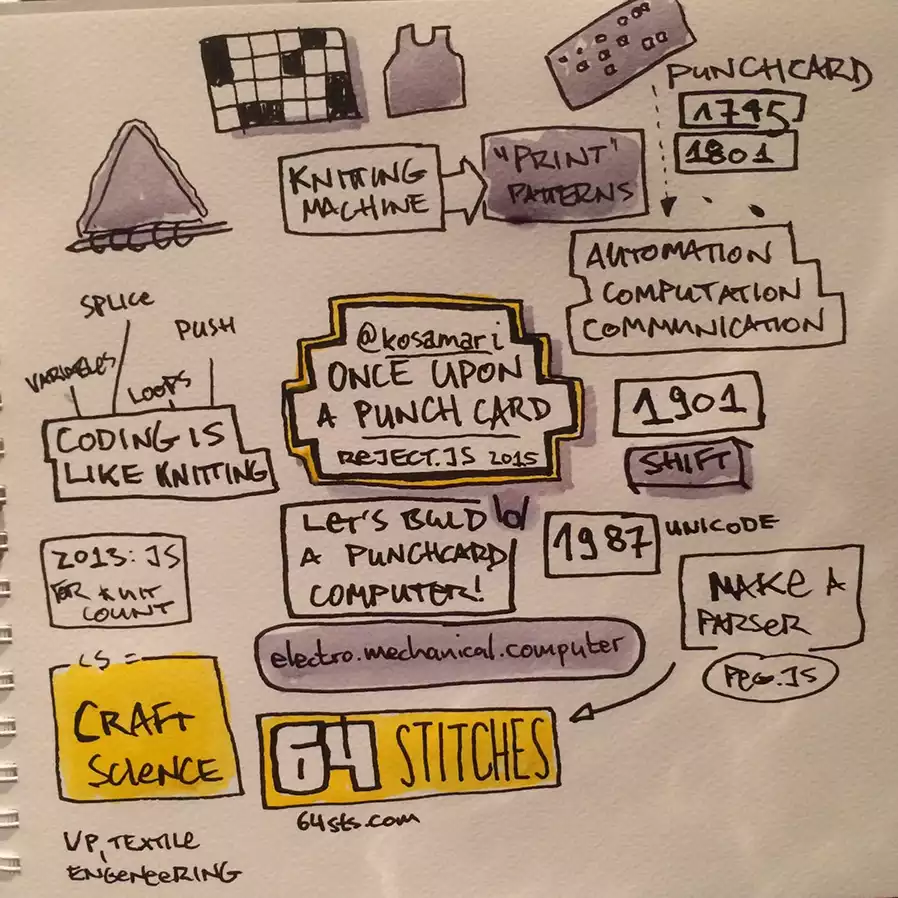 PUNCHCARD
1745
1801
KNITTING
MACHINE
"PRINT"
PATTERNS
AUTOMATION
COMPUTATION
COMMUNICATION
SPLICE
PUSH
VARIABLES
LOOPS
CODING IS
LIKE KNITTING
@kosamari
ONCE UPON
A PUNCH CARD
REJECT.JS 2015
1901
SHIFT
LET'S BUILD
A PUNCHCARD
COMPUTER!
1987 UNICODE
2013: JS
FOR KNIT
COUNT
MAKE A
PARSER
PEG.JS
electro.mechanical.computer
CS =
CRAFT
SCIENCE
64 STITCHES
64sts.com
VP, TEXTILE
ENGENEERING